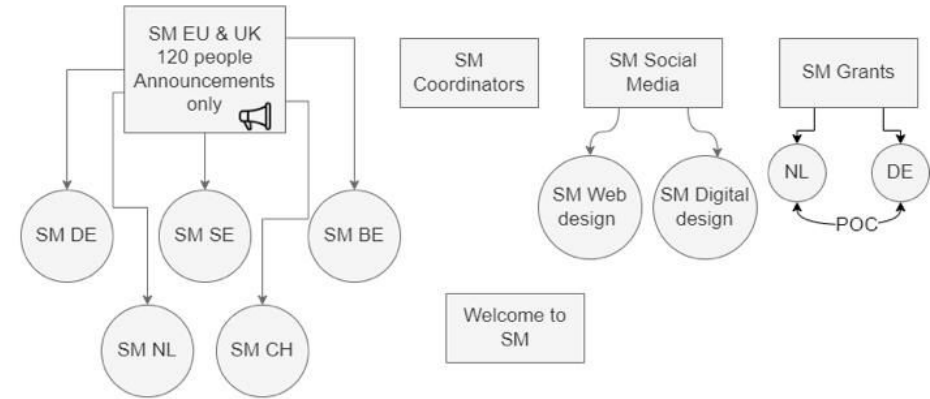 SM EU & UK
120 people
Announcements
only
SM DE
SM SE
SM BE
SM NL
SM CH
SM
Coordinators
SM Social
Media
SM Web
design
SM Digital
design
SM Grants
NL
DE
POC
Welcome to
SM